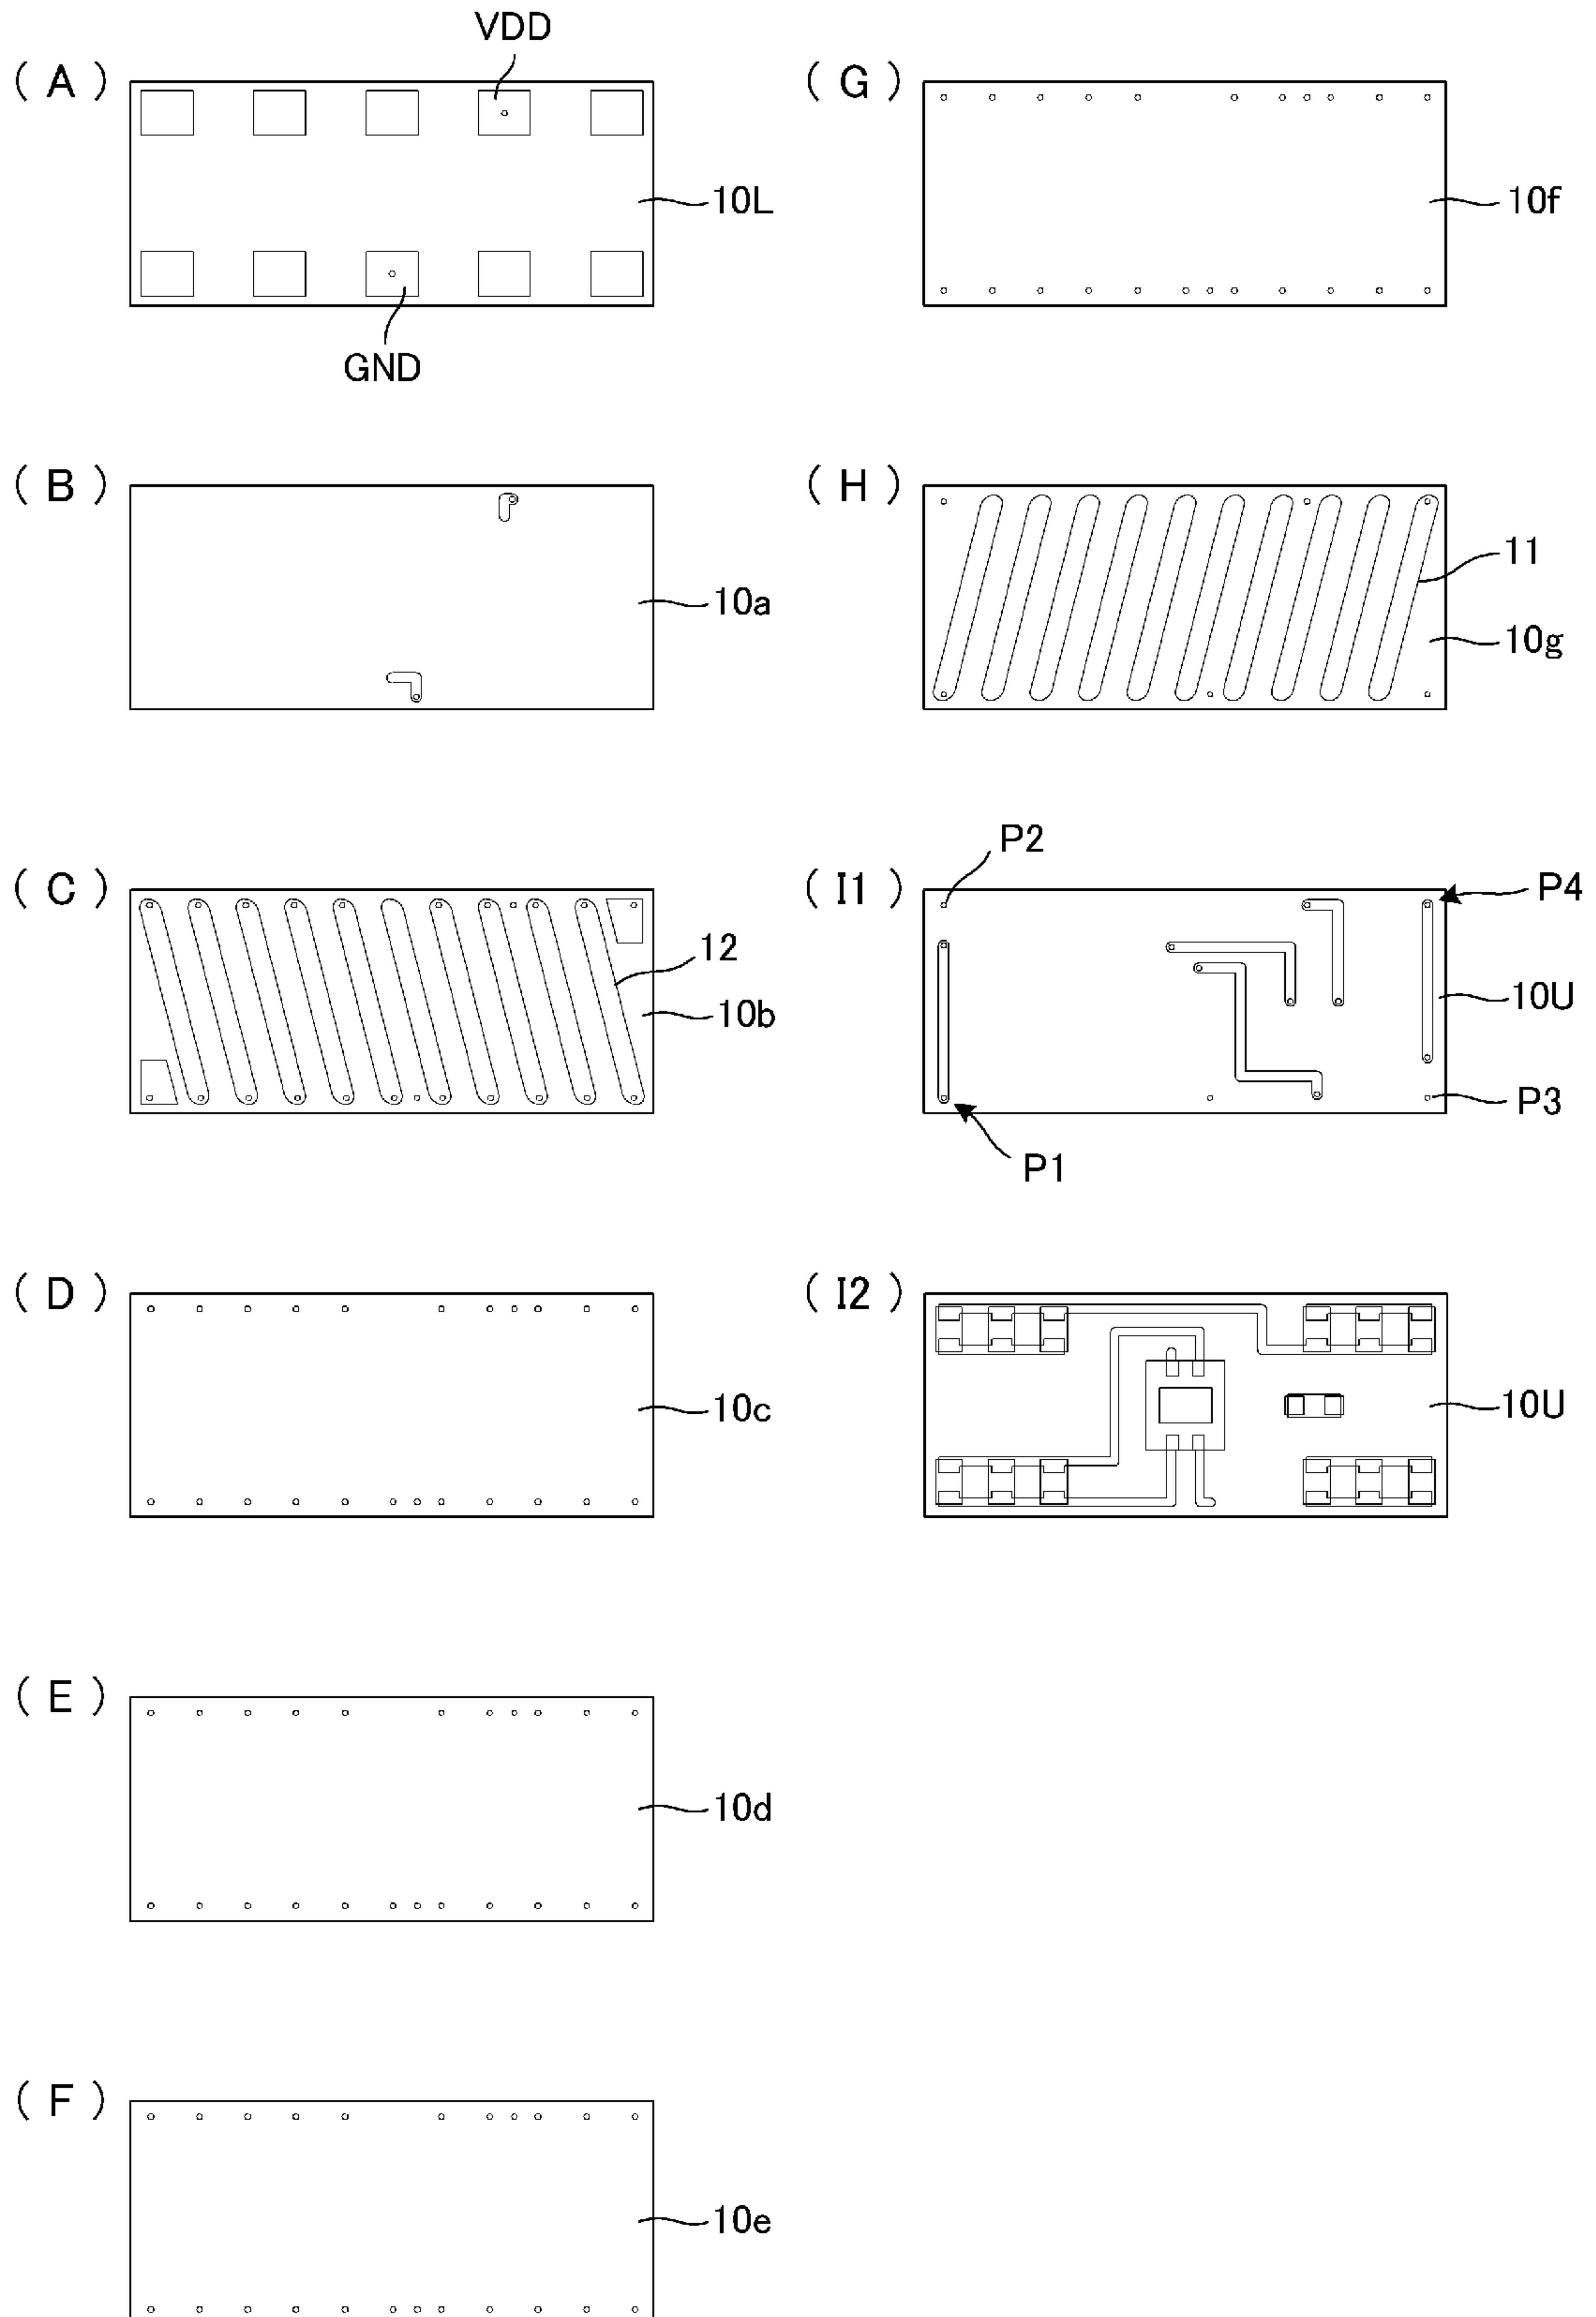 VDD
( A )
10L
GND
( B )
10a
( C )
12
10b
( D )
10c
( E )
10d
( F )
10e
( G )
10f
( H )
11
10g
P2
( I1 )
P4
10U
P3
P1
( I2 )
10U